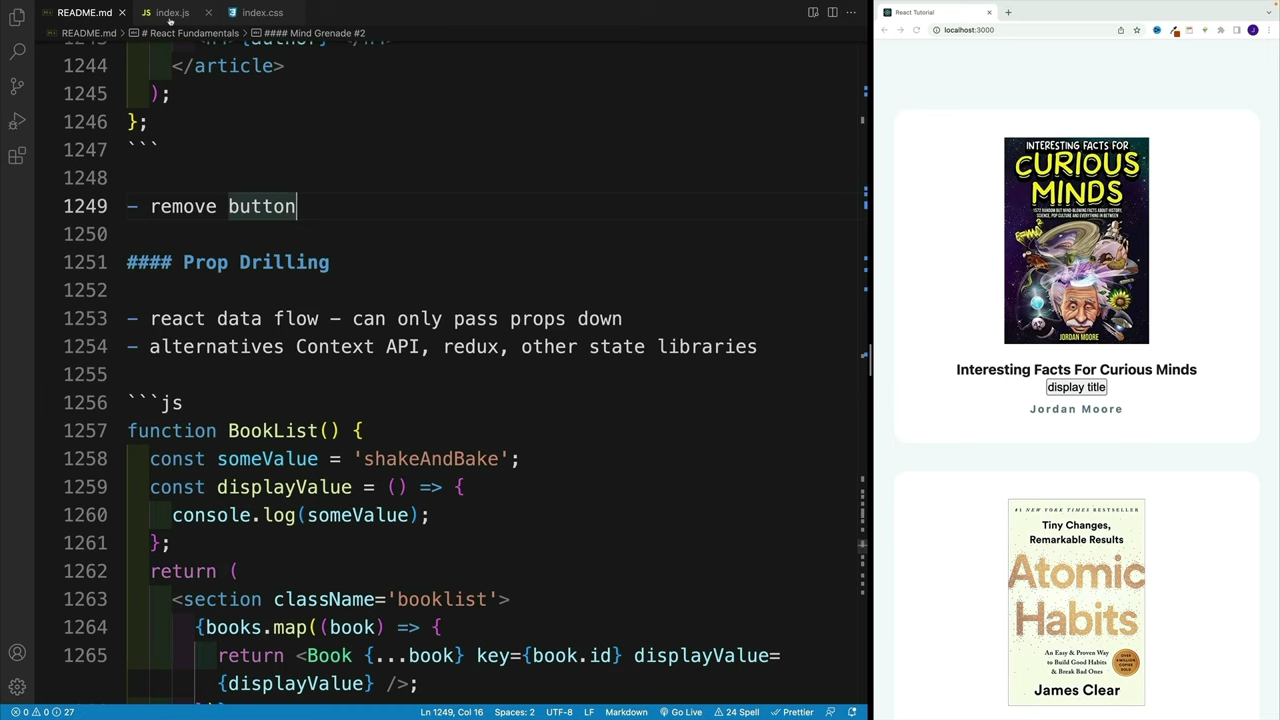 README.md
JS index.js
index.css
README.md > # React Fundamentals > #### Mind Grenade #2
1244 </article>
1245 );
1246 };
1247 ```
1248
1249 - remove button
1250
1251 #### Prop Drilling
1252
1253 - react data flow - can only pass props down
1254 - alternatives Context API, redux, other state libraries
1255
1256 ```js
1257 function BookList() {
1258 const someValue = 'shakeAndBake';
1259 const displayValue = () => {
1260 console.log(someValue);
1261 };
1262 return (
1263 <section className='booklist'>
1264 {books.map((book) => {
1265 return <Book {...book} key={book.id} displayValue=
{displayValue} />;
0 0 27
Ln 1249, Col 16
Spaces: 2
UTF-8
LF
Markdown
Go Live
24 Spell
Prettier
React Tutorial
localhost:3000
J
INTERESTING FACTS FOR
CURIOUS
MINDS
JORDAN MOORE
Interesting Facts For Curious Minds
display title
Jordan Moore
#1 NEW YORK TIMES BESTSELLER
Tiny Changes,
Remarkable Results
Atomic
Habits
An Easy & Proven Way
to Build Good Habits
& Break Bad Ones
James Clear